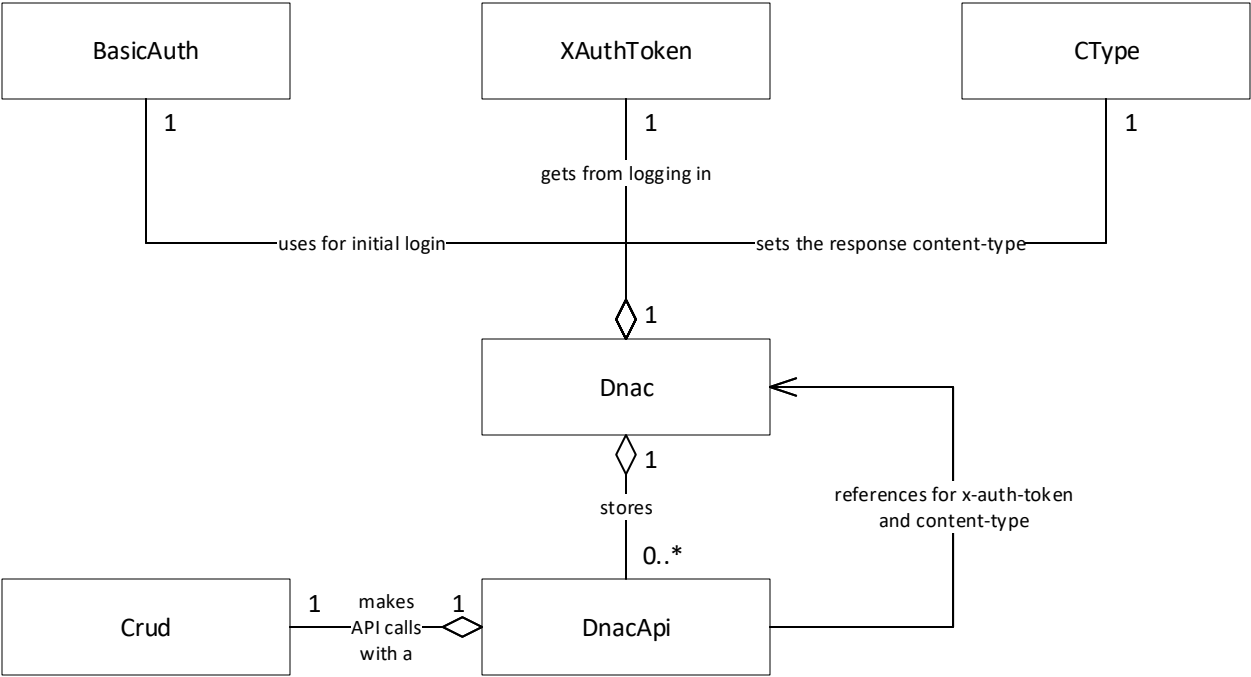 BasicAuth
XAuthToken
CType
1
1
1
gets from logging in
uses for initial login
sets the response content-type
1
Dnac
1
stores
references for x-auth-token
and content-type
0..*
Crud
1
makes
API calls
with a
1
DnacApi